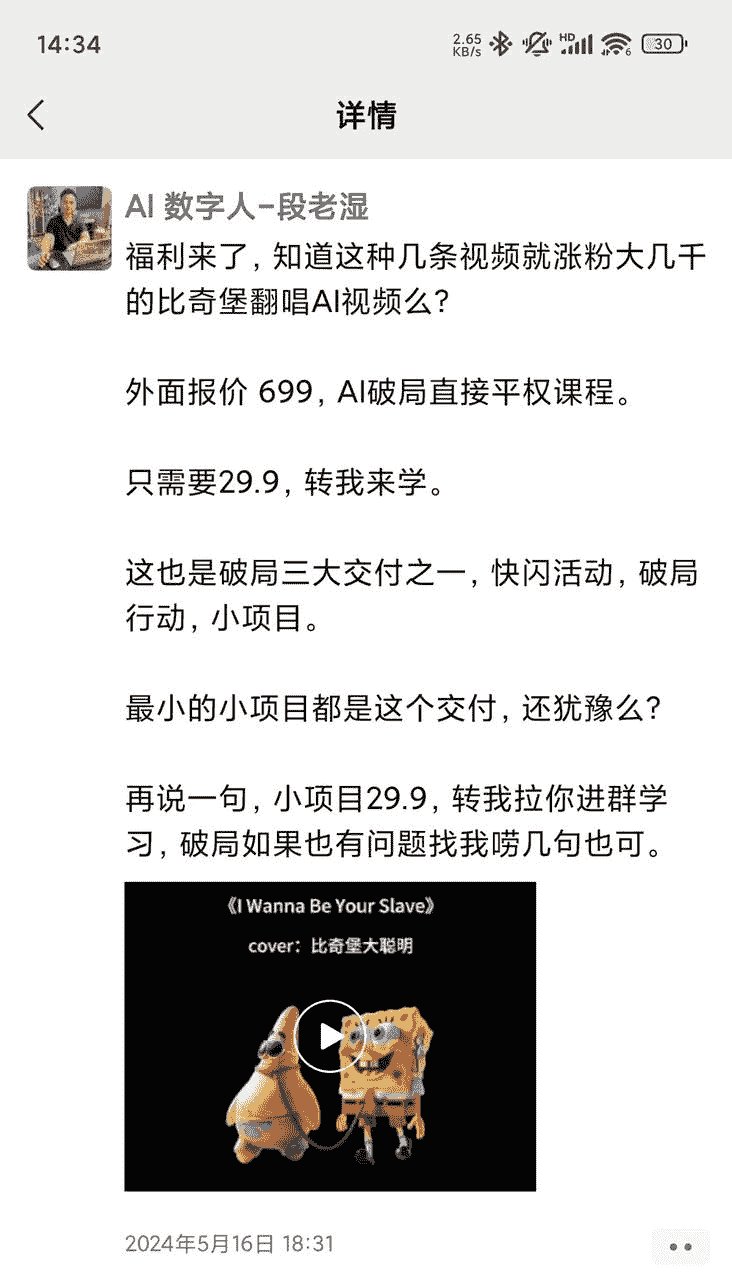 14:34
2.65
KB/s
HD
6
30
详情
AI 数字人-段老湿
福利来了，知道这种几条视频就涨粉大几千
的比奇堡翻唱AI视频么？
外面报价 699，AI破局直接平权课程。
只需要29.9，转我来学。
这也是破局三大交付之一，快闪活动，破局
行动，小项目。
最小的小项目都是这个交付，还犹豫么？
再说一句，小项目29.9，转我拉你进群学
习，破局如果也有问题找我唠几句也可。
《I Wanna Be Your Slave》
cover：比奇堡大聪明
2024年5月16日 18:31